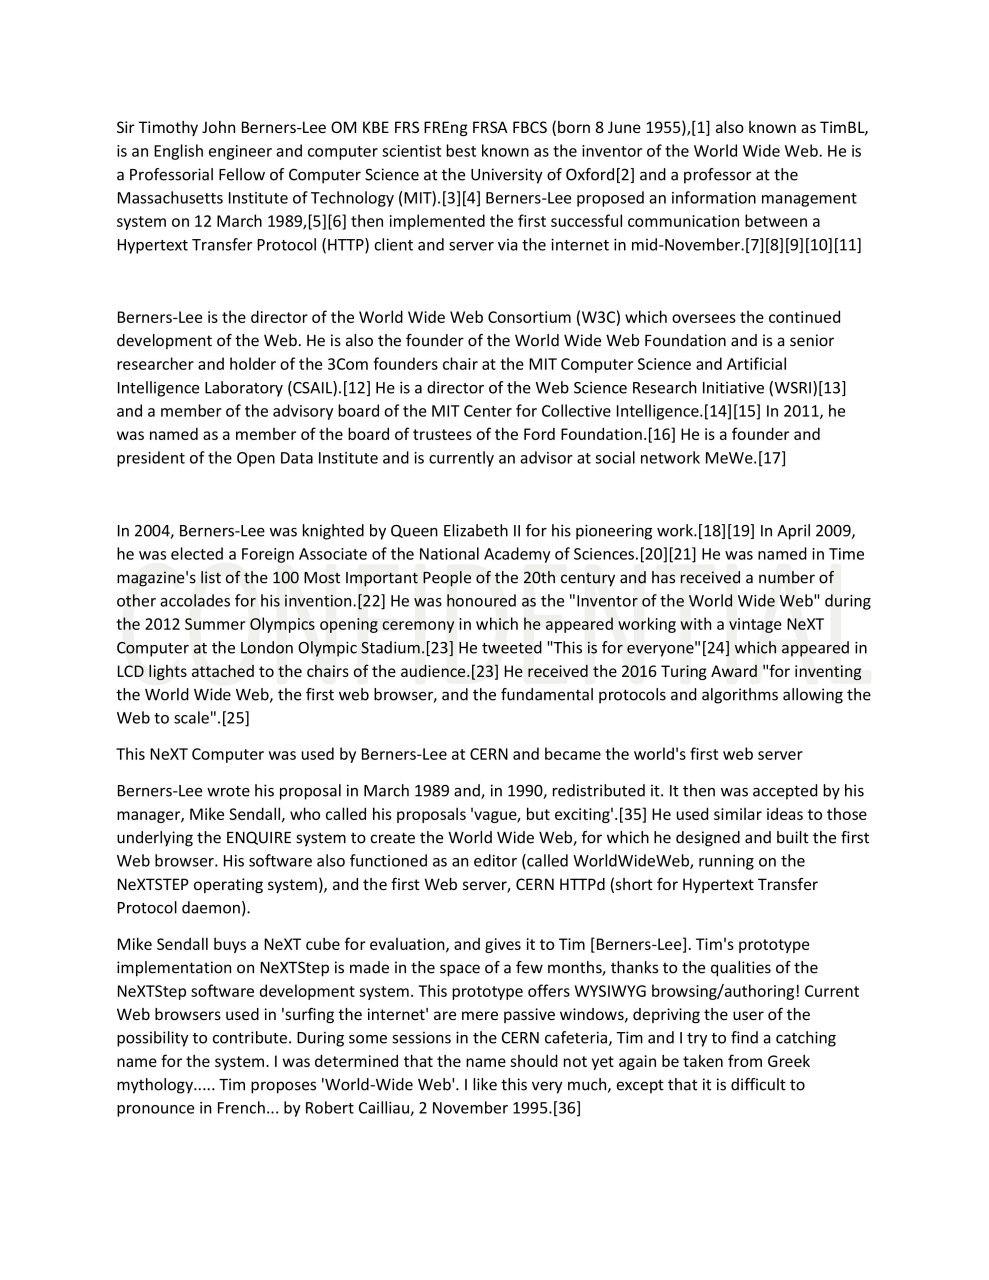 Sir Timothy John Berners-Lee OM KBE FRS FREng FRSA FBCS (born 8 June 1955),[1] also known as TimBL,
is an English engineer and computer scientist best known as the inventor of the World Wide Web. He is
a Professorial Fellow of Computer Science at the University of Oxford[2] and a professor at the
Massachusetts Institute of Technology (MIT).[3][4] Berners-Lee proposed an information management
system on 12 March 1989,[5][6] then implemented the first successful communication between a
Hypertext Transfer Protocol (HTTP) client and server via the internet in mid-November.[7][8][9][10][11]
Berners-Lee is the director of the World Wide Web Consortium (W3C) which oversees the continued
development of the Web. He is also the founder of the World Wide Web Foundation and is a senior
researcher and holder of the 3Com founders chair at the MIT Computer Science and Artificial
Intelligence Laboratory (CSAIL).[12] He is a director of the Web Science Research Initiative (WSRI)[13]
and a member of the advisory board of the MIT Center for Collective Intelligence.[14][15] In 2011, he
was named as a member of the board of trustees of the Ford Foundation.[16] He is a founder and
president of the Open Data Institute and is currently an advisor at social network MeWe.[17]
In 2004, Berners-Lee was knighted by Queen Elizabeth II for his pioneering work.[18][19] In April 2009,
he was elected a Foreign Associate of the National Academy of Sciences.[20][21] He was named in Time
magazine's list of the 100 Most Important People of the 20th century and has received a number of
other accolades for his invention.[22] He was honoured as the "Inventor of the World Wide Web" during
the 2012 Summer Olympics opening ceremony in which he appeared working with a vintage NeXT
Computer at the London Olympic Stadium.[23] He tweeted "This is for everyone"[24] which appeared in
LCD lights attached to the chairs of the audience.[23] He received the 2016 Turing Award "for inventing
the World Wide Web, the first web browser, and the fundamental protocols and algorithms allowing the
Web to scale".[25]
CONFIDENTIAL
This NeXT Computer was used by Berners-Lee at CERN and became the world's first web server
Berners-Lee wrote his proposal in March 1989 and, in 1990, redistributed it. It then was accepted by his
manager, Mike Sendall, who called his proposals 'vague, but exciting'.[35] He used similar ideas to those
underlying the ENQUIRE system to create the World Wide Web, for which he designed and built the first
Web browser. His software also functioned as an editor (called WorldWideWeb, running on the
NeXTSTEP operating system), and the first Web server, CERN HTTPd (short for Hypertext Transfer
Protocol daemon).
Mike Sendall buys a NeXT cube for evaluation, and gives it to Tim [Berners-Lee]. Tim's prototype
implementation on NeXTStep is made in the space of a few months, thanks to the qualities of the
NeXTStep software development system. This prototype offers WYSIWYG browsing/authoring! Current
Web browsers used in 'surfing the internet' are mere passive windows, depriving the user of the
possibility to contribute. During some sessions in the CERN cafeteria, Tim and I try to find a catching
name for the system. I was determined that the name should not yet again be taken from Greek
mythology..... Tim proposes 'World-Wide Web'. I like this very much, except that it is difficult to
pronounce in French... by Robert Cailliau, 2 November 1995.[36]